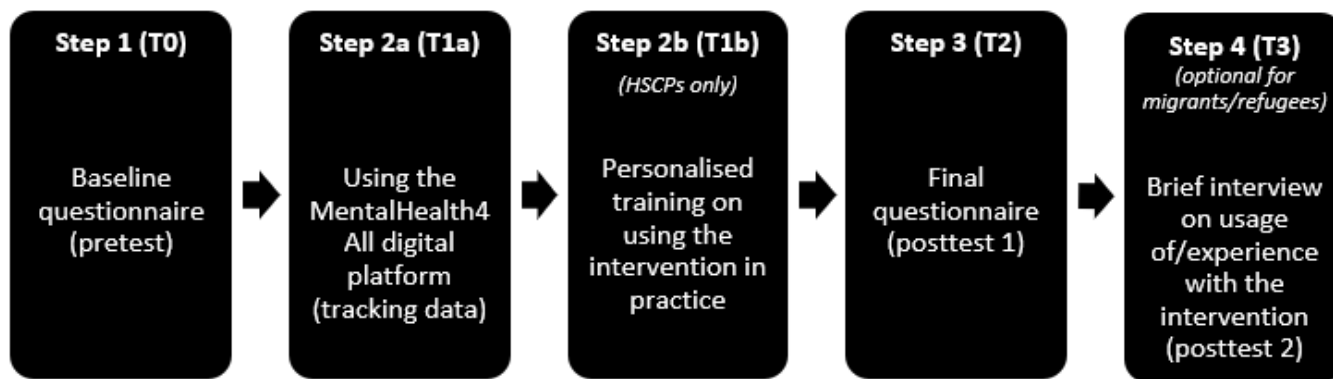 Step 1 (T0)
Baseline
questionnaire
(pretest)
Step 2a (T1a)
Using the
MentalHealth4
All digital
platform
(tracking data)
Step 2b (T1b)
(HSCPs only)
Personalised
training on
using the
intervention in
practice
Step 3 (T2)
Final
questionnaire
(posttest 1)
Step 4 (T3)
(optional for
migrants/refugees)
Brief interview
on usage
of/experience
with the
intervention
(posttest 2)